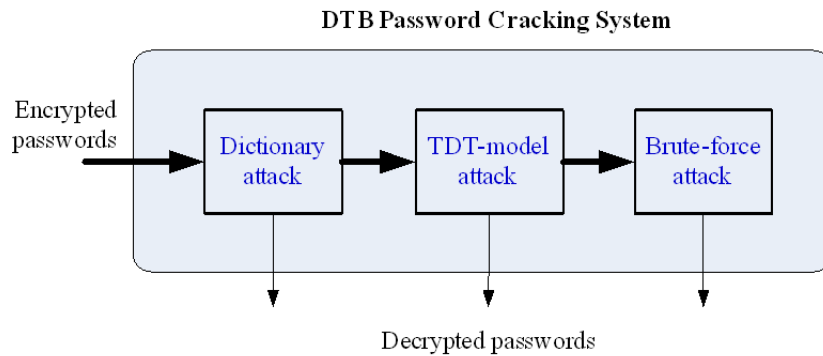 DTB Password Cracking System
Encrypted
passwords
Dictionary
attack
TDT-model
attack
Brute-force
attack
Decrypted passwords